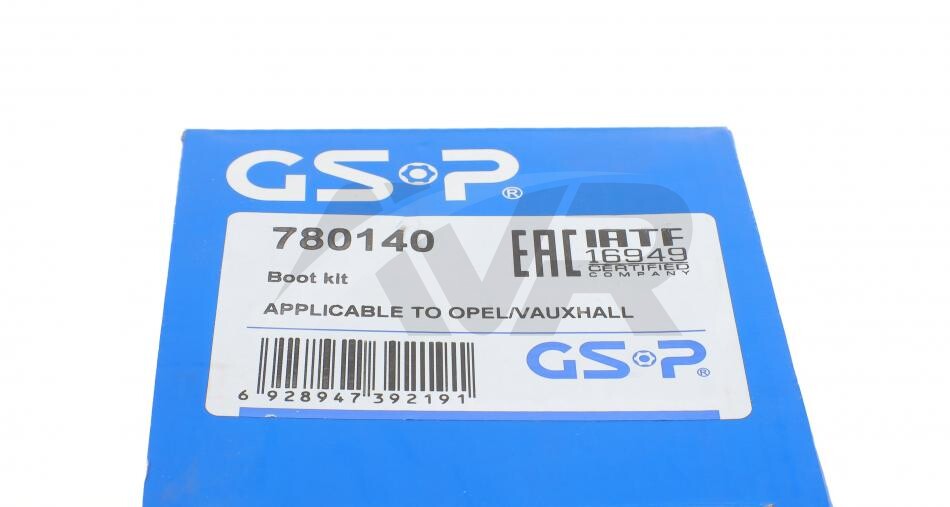 GSP®
780140
EAC IATF
16949
CERTIFIED
COMPANY
Boot kit
APPLICABLE TO OPEL/VAUXHALL
GSP®
6 928947 392191